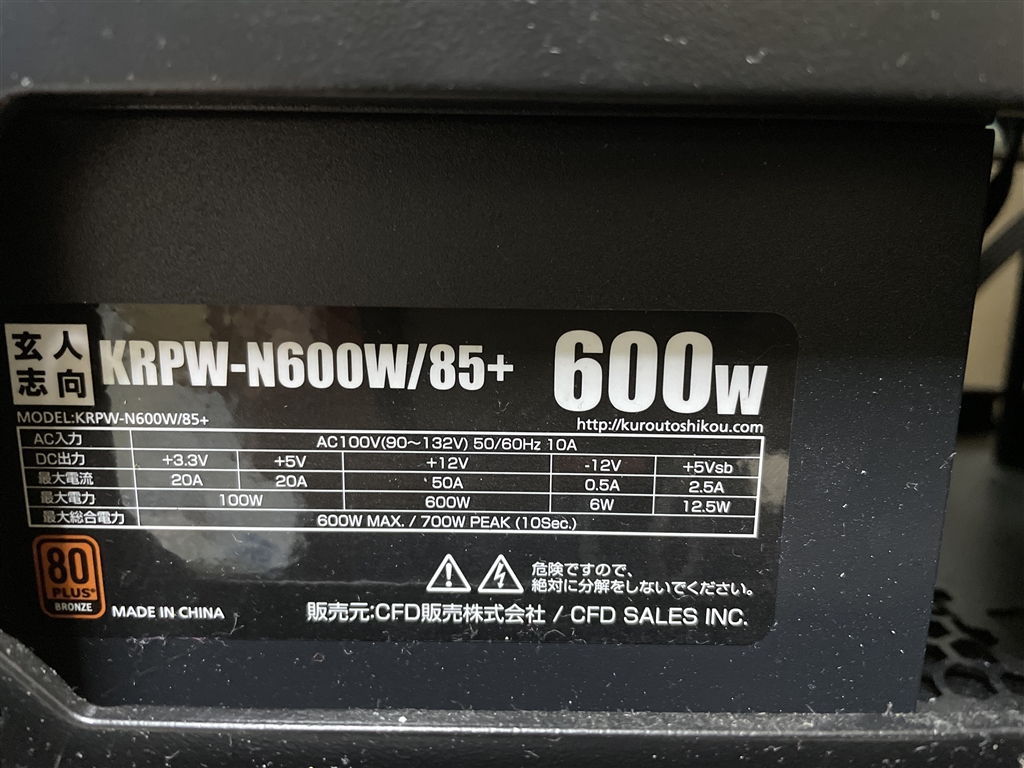 玄人
志向
KRPW-N600W/85+ 600W
MODEL:KRPW-N600W/85+
http://kuroutoshikou.com
AC入力 AC100V(90～132V) 50/60Hz 10A
DC出力 +3.3V +5V +12V -12V +5Vsb
最大電流 20A 20A 50A 0.5A 2.5A
最大電力 100W 600W 6W 12.5W
最大総合電力 600W MAX. / 700W PEAK (10Sec.)
80
PLUS®
BRONZE
危険ですので、
絶対に分解をしないでください。
MADE IN CHINA
販売元:CFD販売株式会社 / CFD SALES INC.